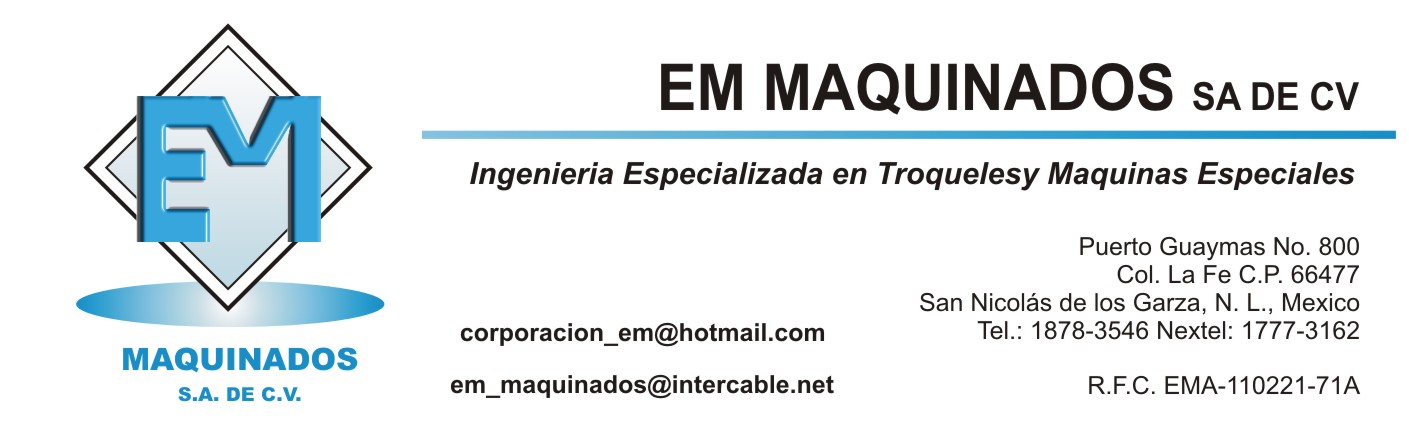 EM
MAQUINADOS
S.A. DE C.V.
EM MAQUINADOS SA DE CV
Ingenieria Especializada en Troquelesy Maquinas Especiales
Puerto Guaymas No. 800
Col. La Fe C.P. 66477
San Nicolás de los Garza, N. L., Mexico
Tel.: 1878-3546 Nextel: 1777-3162
corporacion_em@hotmail.com
em_maquinados@intercable.net
R.F.C. EMA-110221-71A